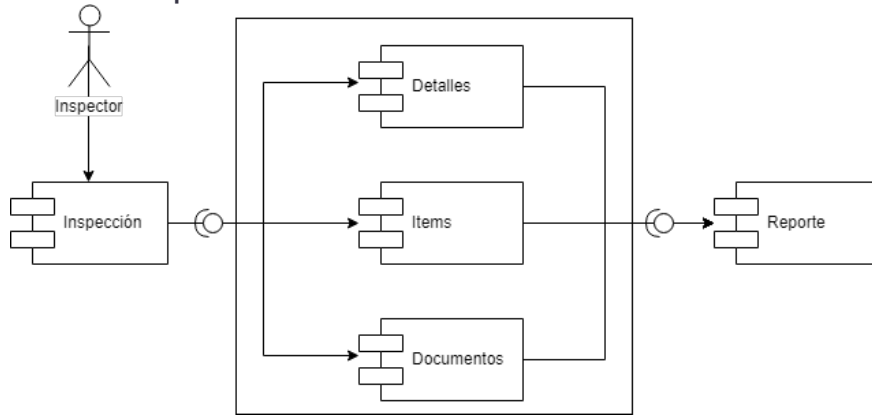 Inspector
Detalles
Inspección
Items
Reporte
Documentos